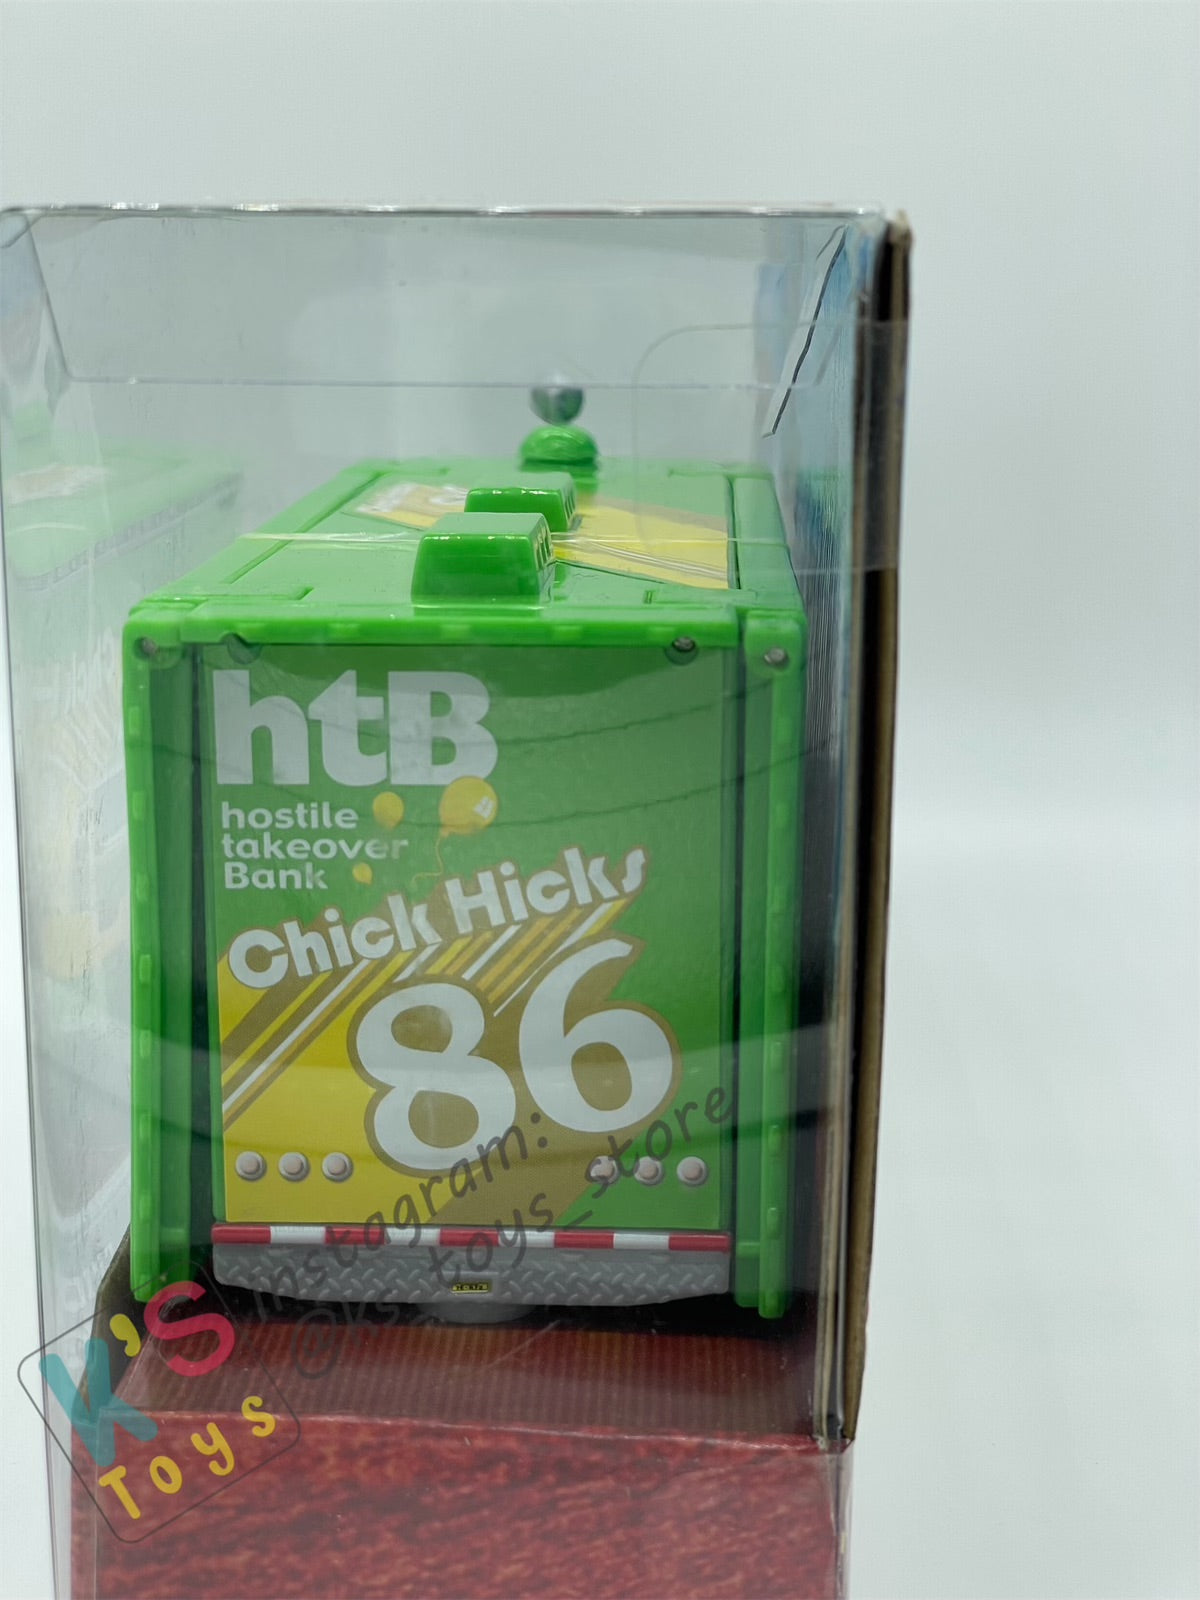 htB
hostile
takeover
Bank
Chick Hicks
86
Instagram:
@ks_toys_store
K's
Toys